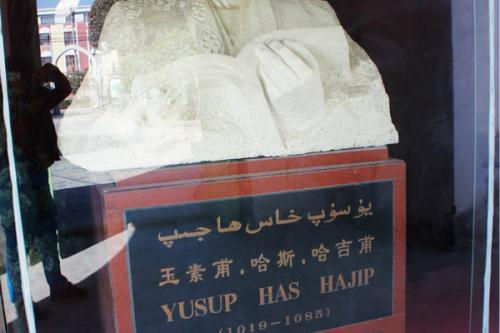 يۈسۈپ خاس ھاجىپ
玉素甫 . 哈斯 . 哈吉甫
YUSUP HAS HAJIP
(1019-1085)